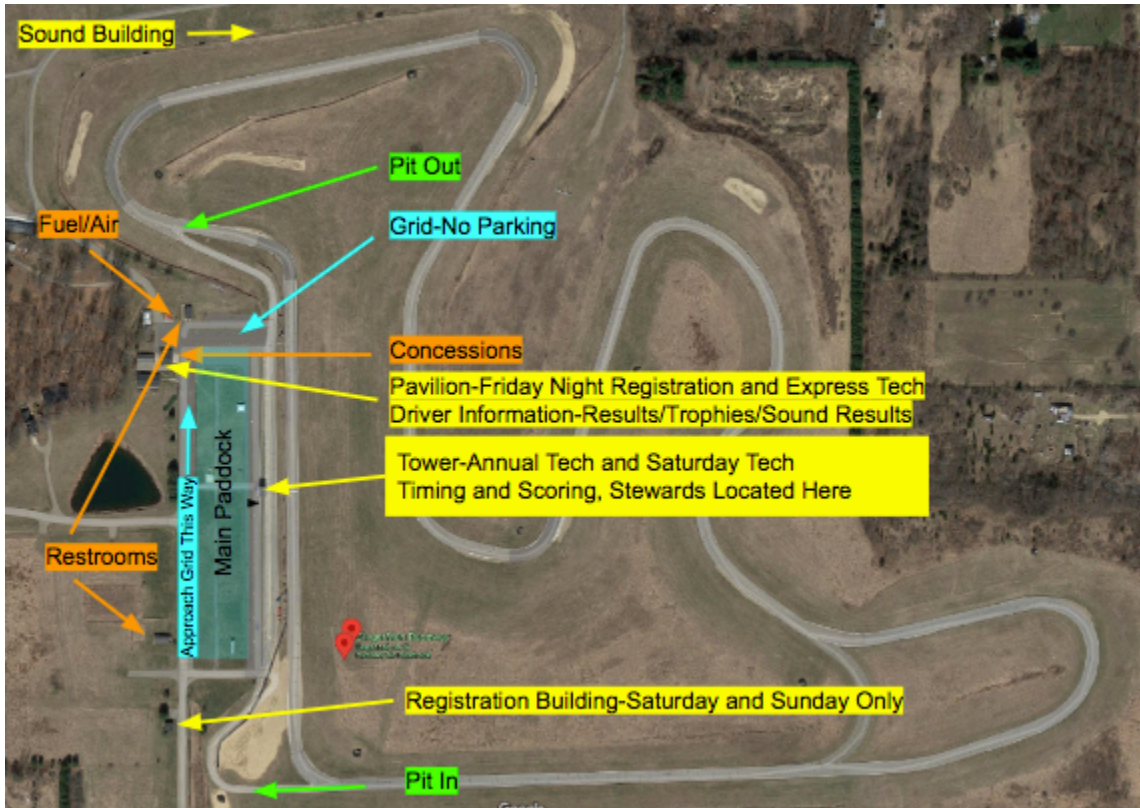 Sound Building
Pit Out
Fuel/Air
Grid-No Parking
Concessions
Pavilion-Friday Night Registration and Express Tech
Driver Information-Results/Trophies/Sound Results
Tower-Annual Tech and Saturday Tech
Timing and Scoring, Stewards Located Here
Main Paddock
Approach Grid This Way
Restrooms
Registration Building-Saturday and Sunday Only
Pit In
Google